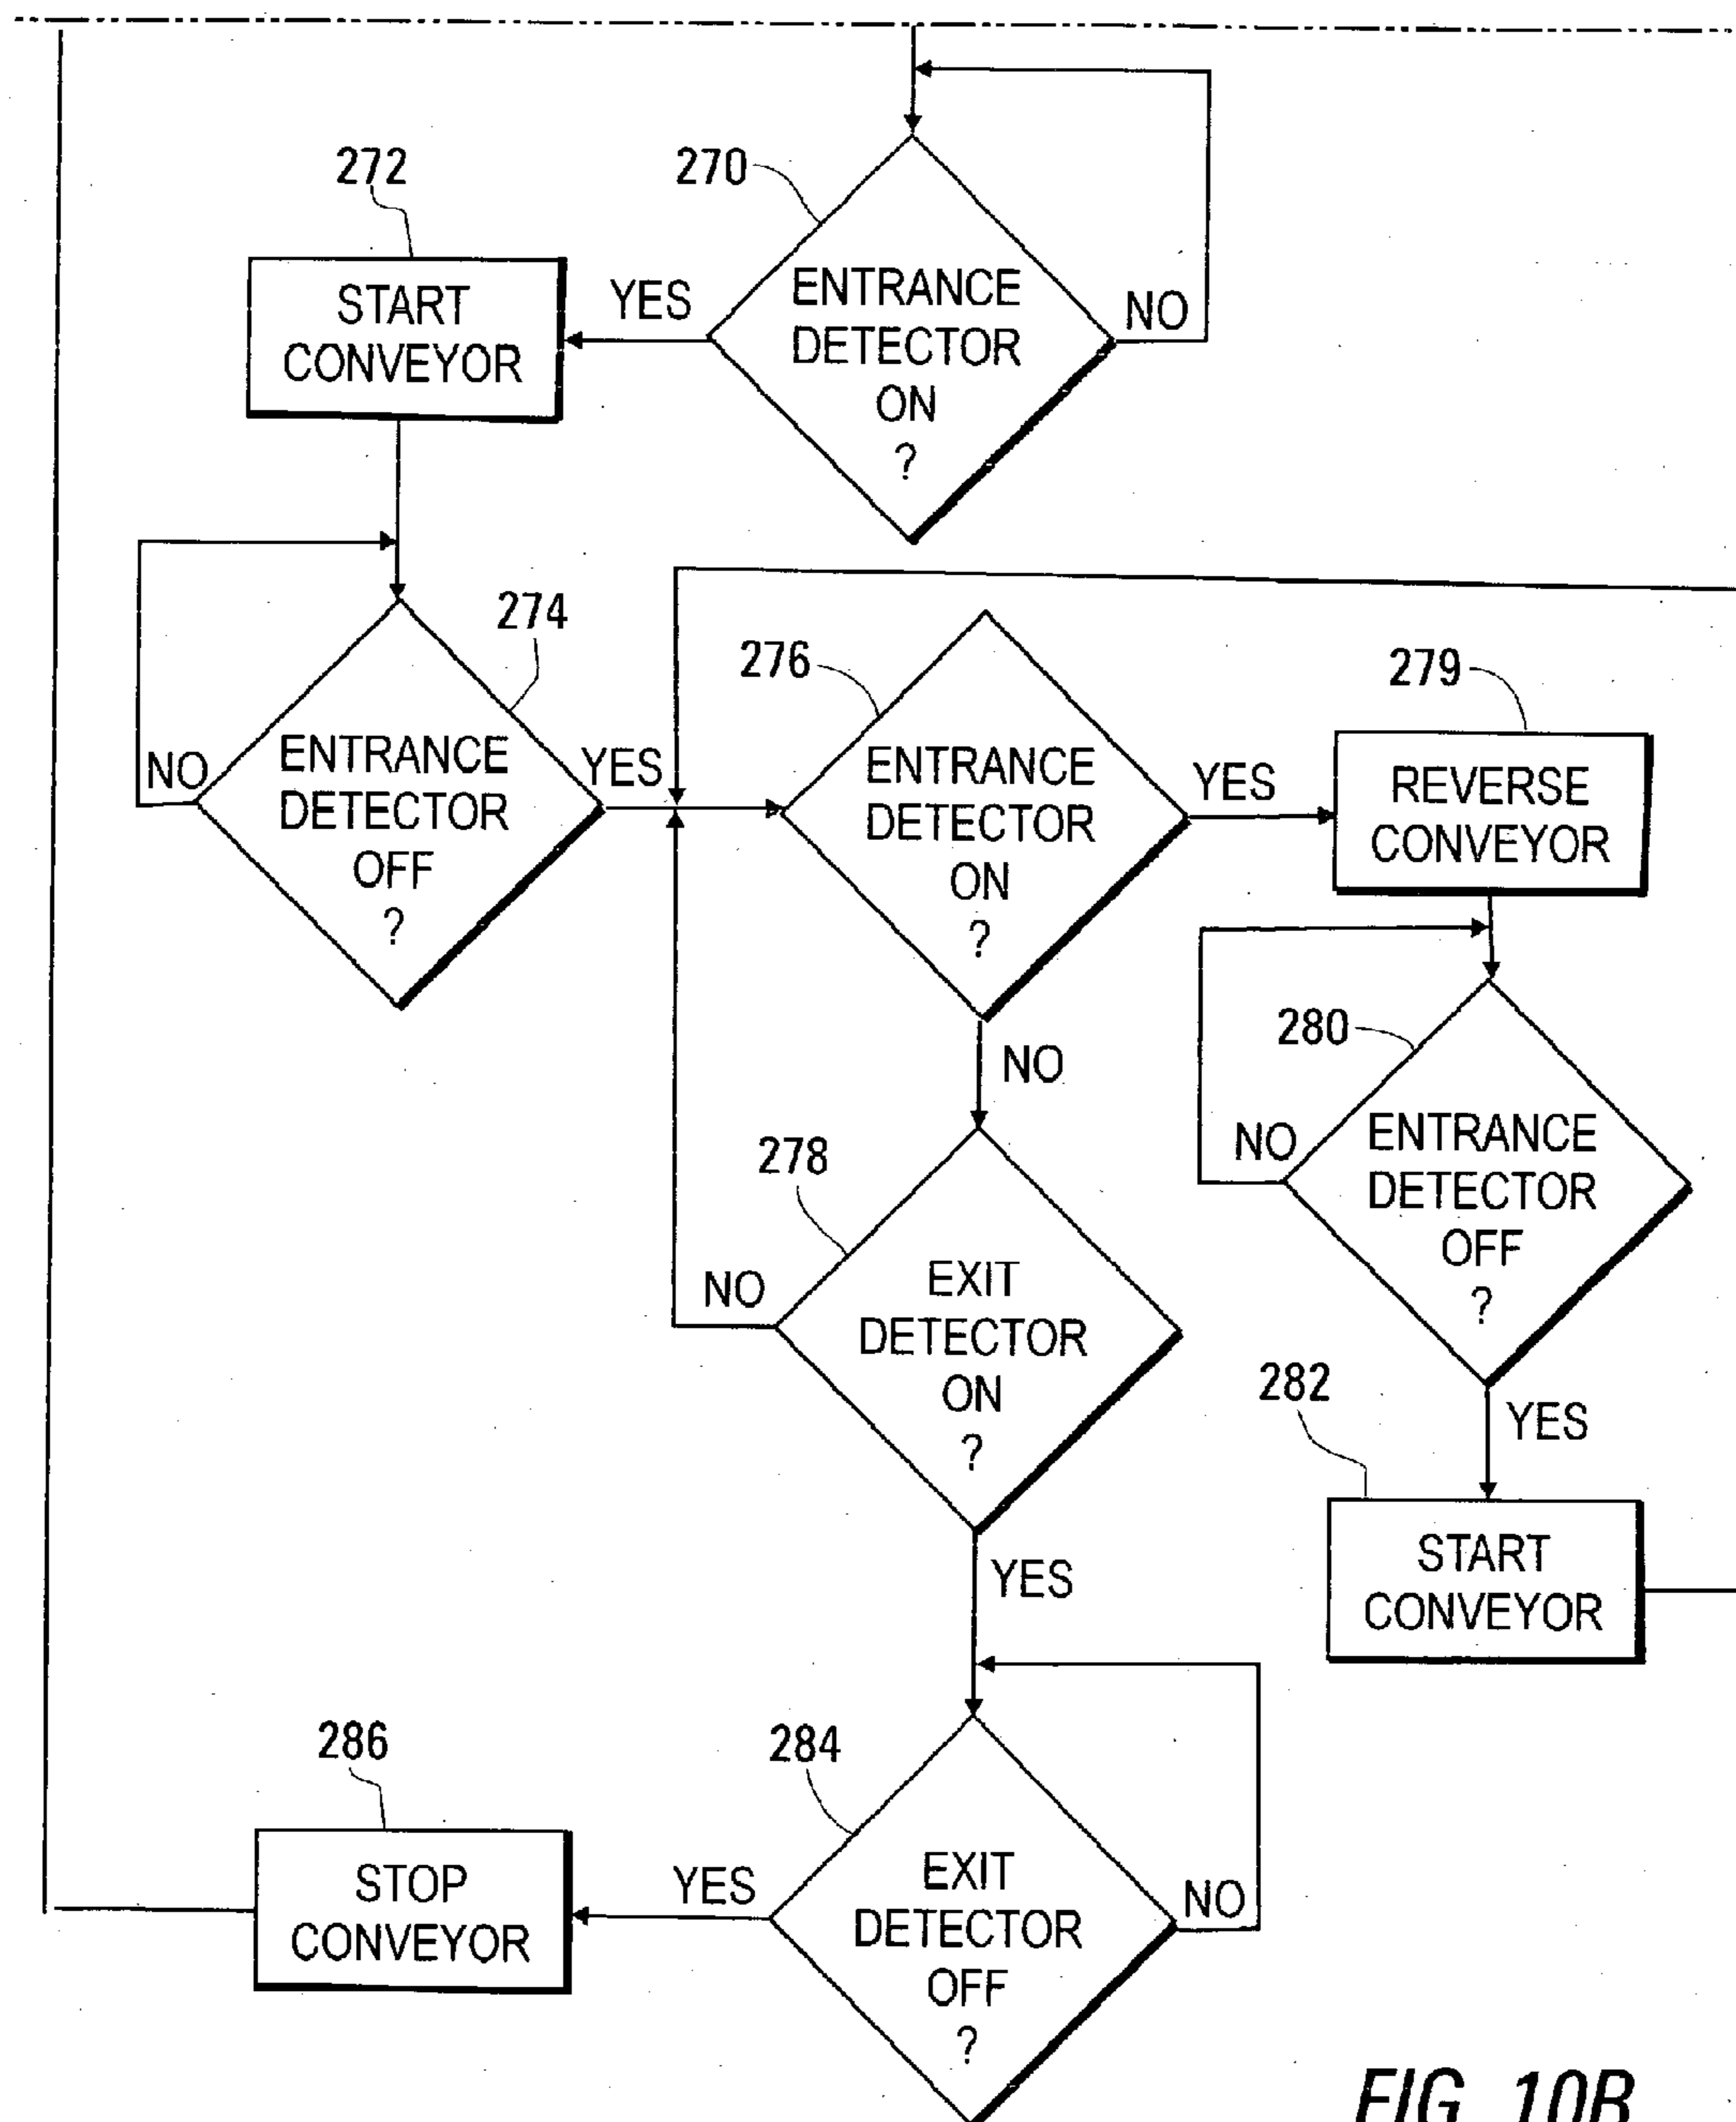 272
270
START
CONVEYOR
YES
ENTRANCE
DETECTOR
ON
?
NO
274
NO
ENTRANCE
DETECTOR
OFF
?
YES
276
ENTRANCE
DETECTOR
ON
?
YES
279
REVERSE
CONVEYOR
NO
280
NO
ENTRANCE
DETECTOR
OFF
?
278
NO
EXIT
DETECTOR
ON
?
YES
282
YES
START
CONVEYOR
286
284
STOP
CONVEYOR
YES
EXIT
DETECTOR
OFF
?
NO
FIG. 10B